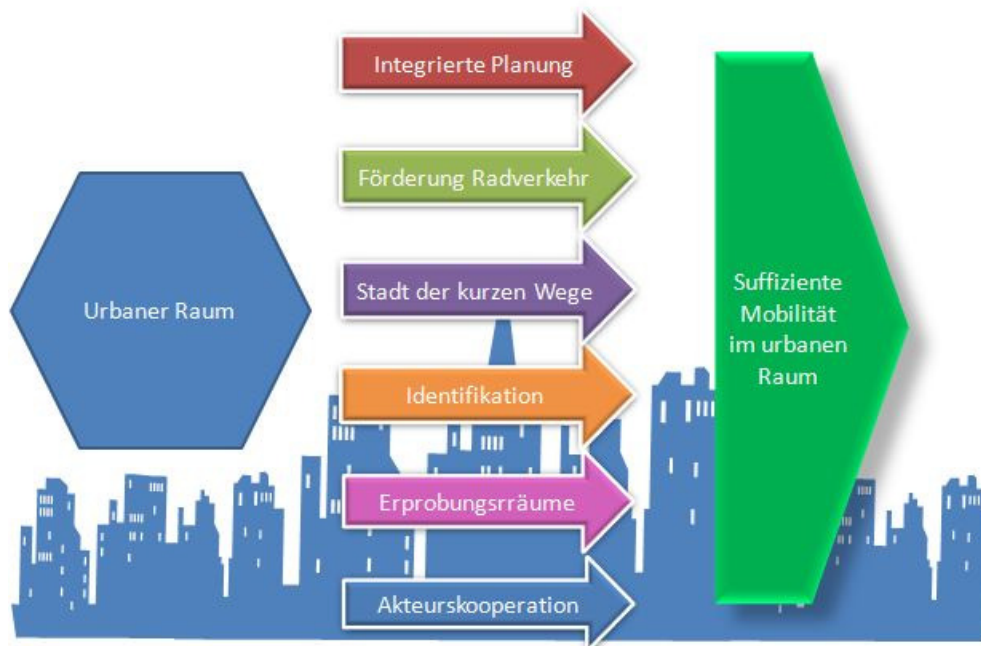 Urbaner Raum
Integrierte Planung
Förderung Radverkehr
Stadt der kurzen Wege
Identifikation
Erprobungsrräume
Akteurskooperation
Suffiziente
Mobilität
im urbanen
Raum